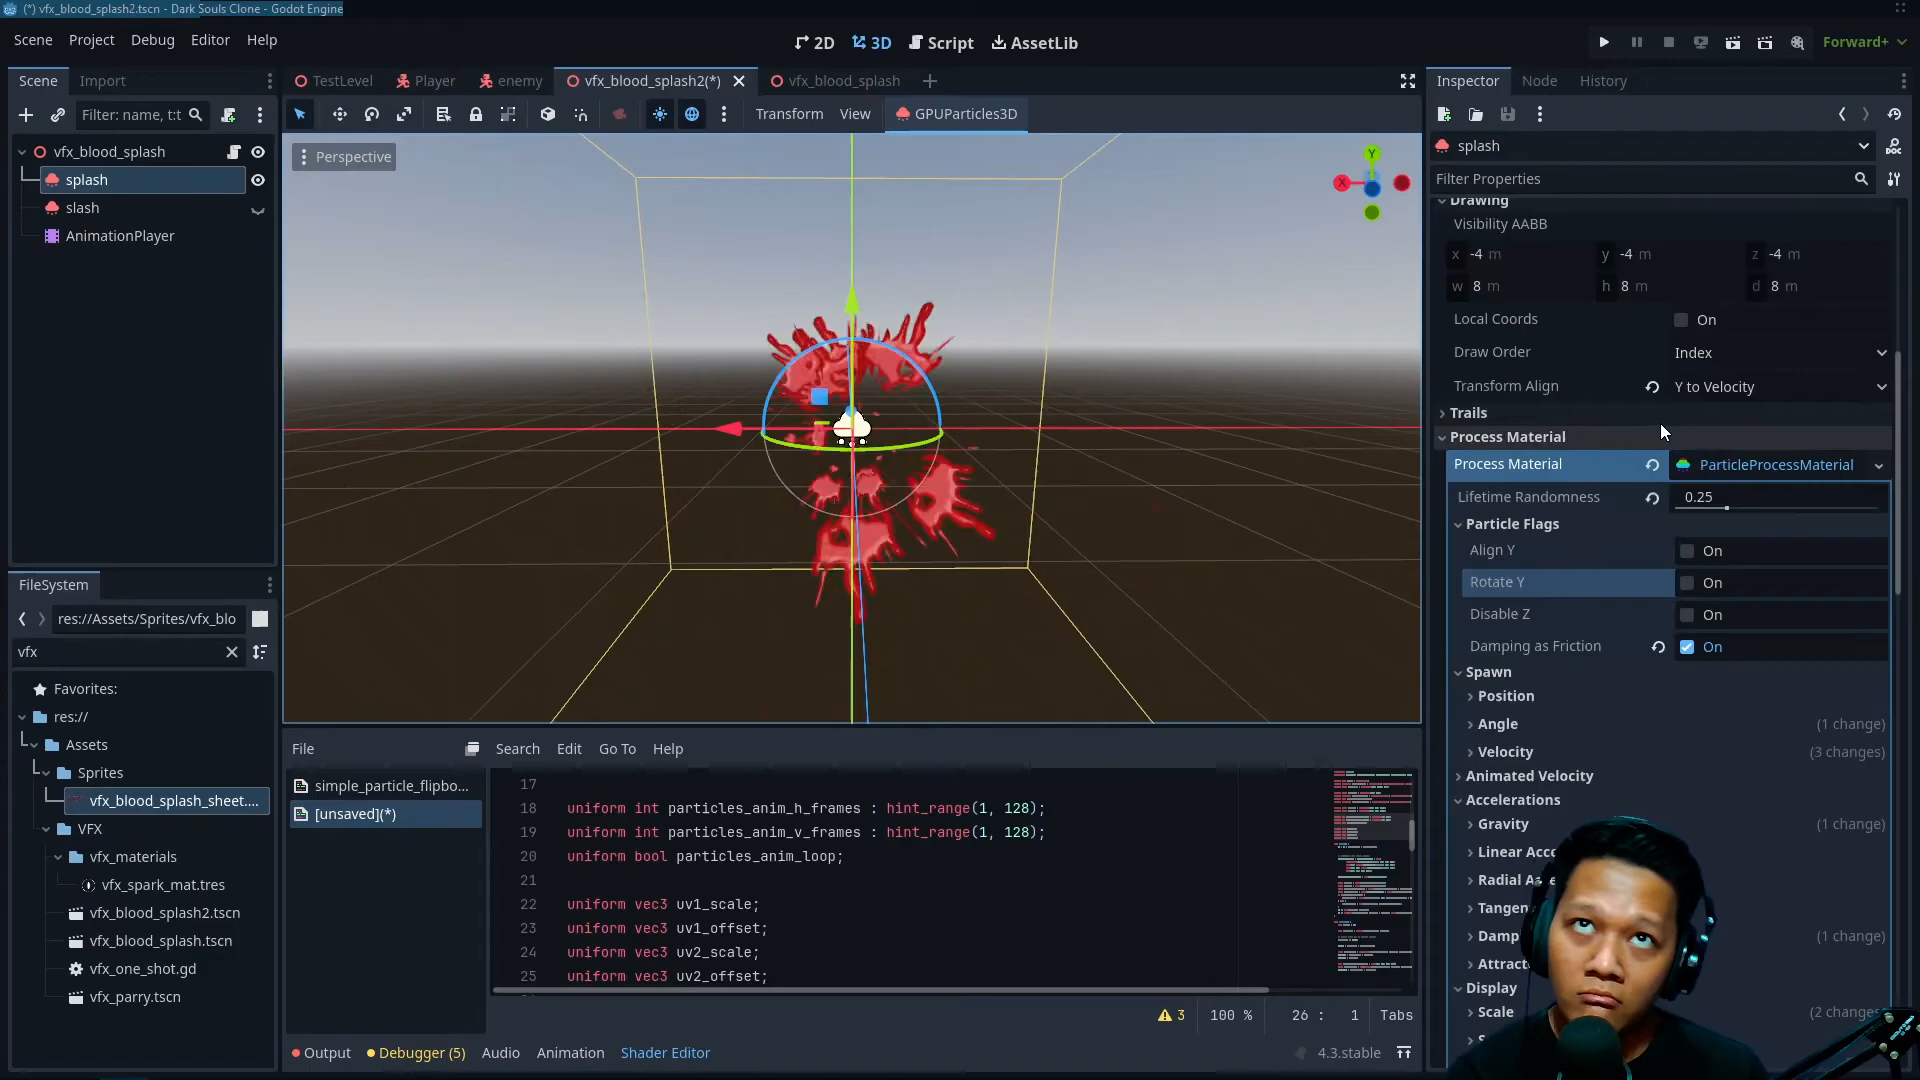 (*) vfx_blood_splash2.tscn - Dark Souls Clone - Godot Engine
Scene Project Debug Editor Help
2D 3D Script AssetLib
Forward+
Scene Import
Filter: name, t:t
vfx_blood_splash
splash
slash
AnimationPlayer
TestLevel Player enemy vfx_blood_splash2(*) vfx_blood_splash
Transform View GPUParticles3D
Perspective
Y
X
FileSystem
res://Assets/Sprites/vfx_blo
vfx
Favorites:
res://
Assets
Sprites
vfx_blood_splash_sheet....
VFX
vfx_materials
vfx_spark_mat.tres
vfx_blood_splash2.tscn
vfx_blood_splash.tscn
vfx_one_shot.gd
vfx_parry.tscn
File Search Edit Go To Help
simple_particle_flipbo...
[unsaved](*)
17
18 uniform int particles_anim_h_frames : hint_range(1, 128);
19 uniform int particles_anim_v_frames : hint_range(1, 128);
20 uniform bool particles_anim_loop;
21
22 uniform vec3 uv1_scale;
23 uniform vec3 uv1_offset;
24 uniform vec3 uv2_scale;
25 uniform vec3 uv2_offset;
3 100 % 26 : 1 Tabs
Output Debugger (5) Audio Animation Shader Editor 4.3.stable
Inspector Node History
splash
Filter Properties
Drawing
Visibility AABB
x -4 m y -4 m z -4 m
w 8 m h 8 m d 8 m
Local Coords On
Draw Order Index
Transform Align Y to Velocity
Trails
Process Material
Process Material ParticleProcessMaterial
Lifetime Randomness 0.25
Particle Flags
Align Y On
Rotate Y On
Disable Z On
Damping as Friction On
Spawn
Position
Angle (1 change)
Velocity (3 changes)
Animated Velocity
Accelerations
Gravity (1 change)
Linear Acce
Radial A
Tangen
Damp (1 change)
Attract
Display
Scale (2 changes)